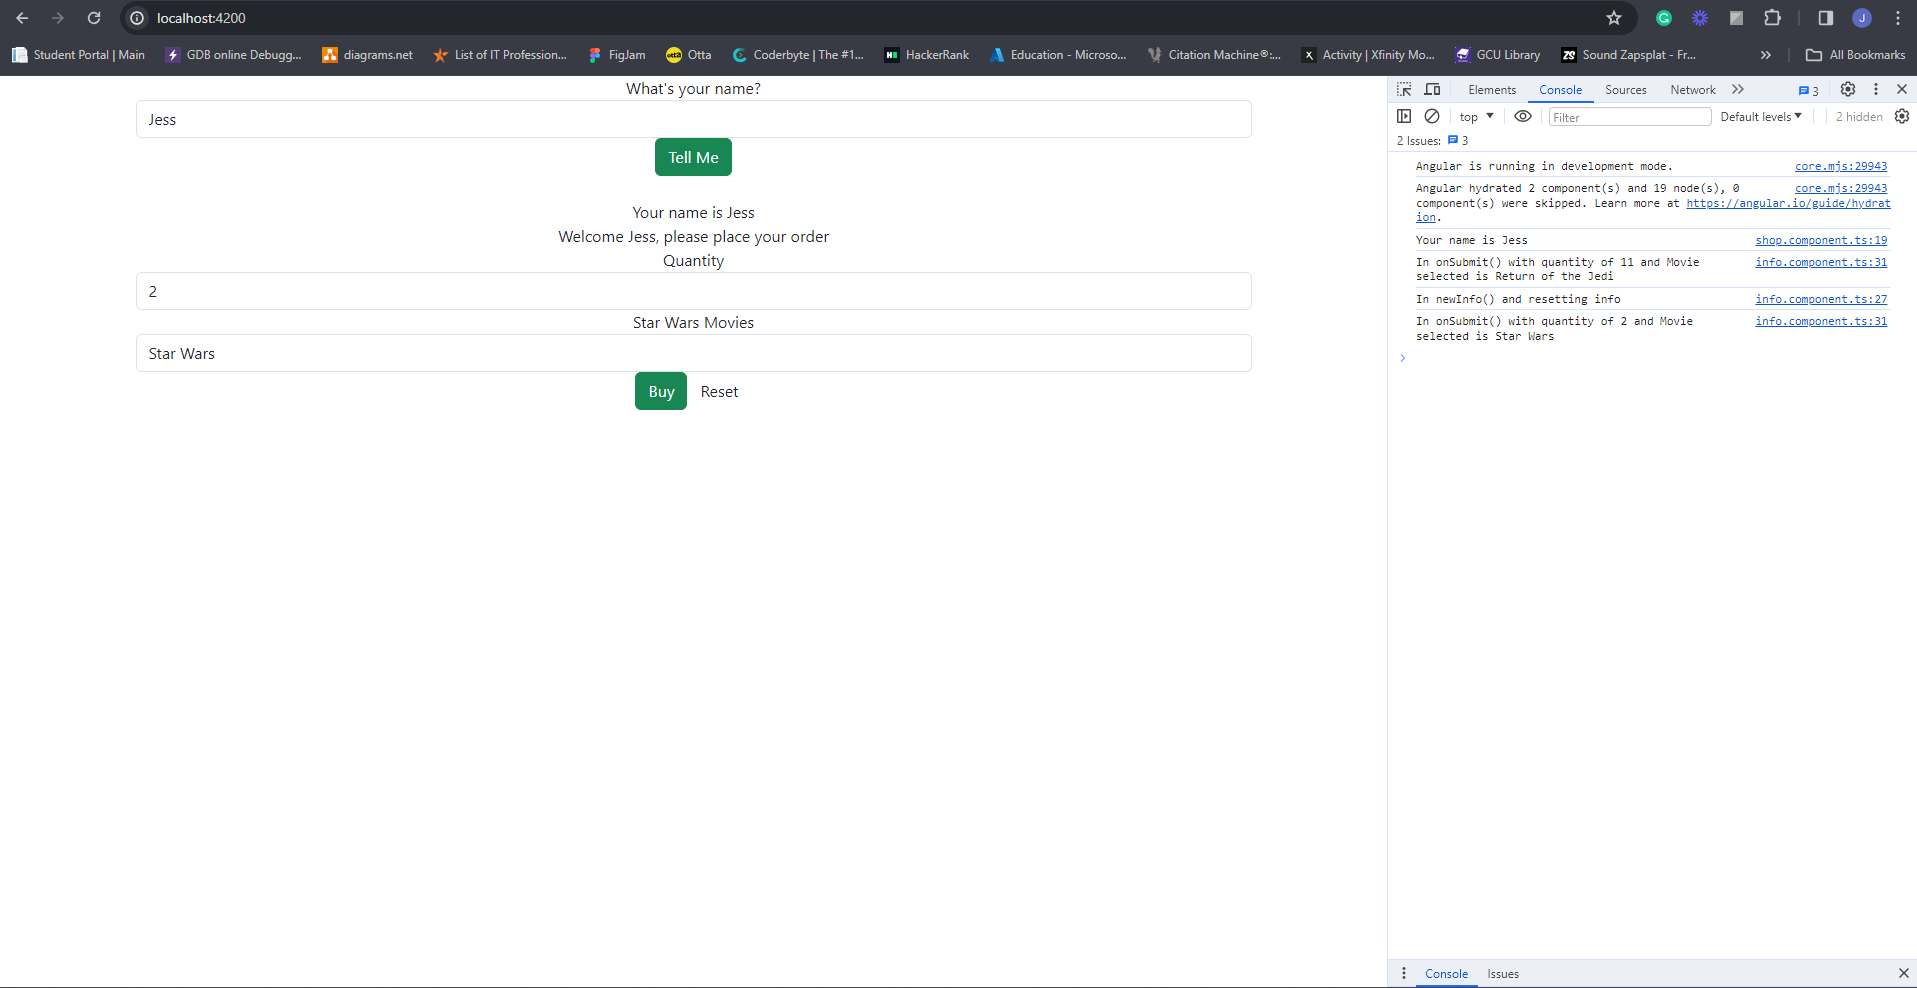 localhost:4200
Student Portal | Main
GDB online Debugg...
diagrams.net
List of IT Profession...
FigJam
Otta
Coderbyte | The #1...
HackerRank
Education - Microso...
Citation Machine®:...
Activity | Xfinity Mo...
GCU Library
Sound Zapsplat - Fr...
All Bookmarks
What's your name?
Jess
Tell Me
Your name is Jess
Welcome Jess, please place your order
Quantity
2
Star Wars Movies
Star Wars
Buy Reset
Elements Console Sources Network 3
top Filter Default levels 2 hidden
2 Issues: 3
Angular is running in development mode. core.mjs:29943
Angular hydrated 2 component(s) and 19 node(s), 0 core.mjs:29943
component(s) were skipped. Learn more at https://angular.io/guide/hydrat
ion.
Your name is Jess shop.component.ts:19
In onSubmit() with quantity of 11 and Movie info.component.ts:31
selected is Return of the Jedi
In newInfo() and resetting info info.component.ts:27
In onSubmit() with quantity of 2 and Movie info.component.ts:31
selected is Star Wars
Console Issues